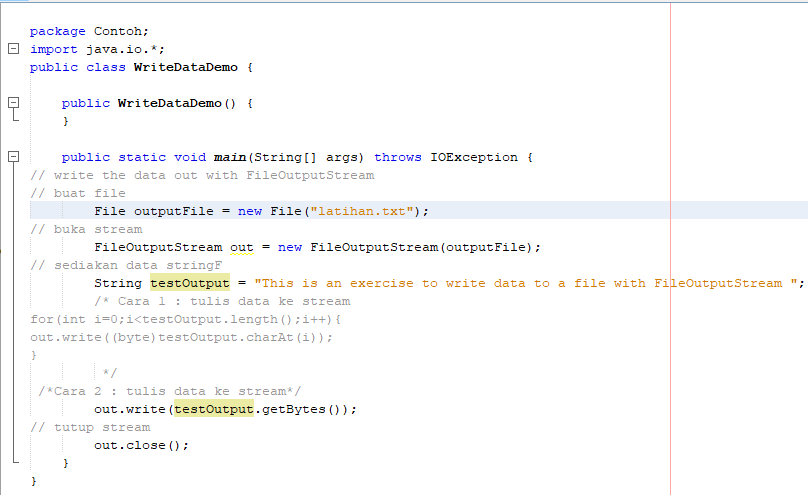 package Contoh;
import java.io.*;
public class WriteDataDemo {
public WriteDataDemo() {
}
public static void main(String[] args) throws IOException {
// write the data out with FileOutputStream
// buat file
File outputFile = new File("latihan.txt");
// buka stream
FileOutputStream out = new FileOutputStream(outputFile);
// sediakan data stringF
String testOutput = "This is an exercise to write data to a file with FileOutputStream ";
/* Cara 1 : tulis data ke stream
for(int i=0;i<testOutput.length();i++){
out.write((byte)testOutput.charAt(i));
}
*/
/*Cara 2 : tulis data ke stream*/
out.write(testOutput.getBytes());
// tutup stream
out.close();
}
}